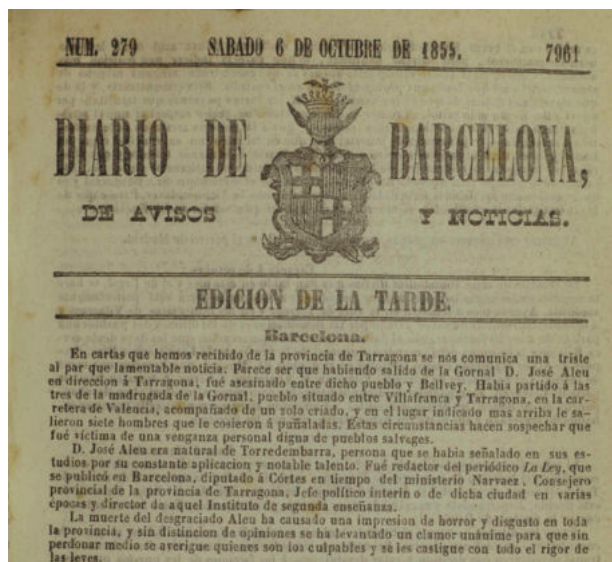 NUM. 279 SABADO 6 DE OCTUBRE DE 1855. 7961
DIARIO DE BARCELONA,
DE AVISOS Y NOTICIAS.
EDICION DE LA TARDE.
Barcelona.
En cartas que hemos recibido de la provincia de Tarragona se nos comunica una triste
al par que lamentable noticia. Parece ser que habiendo salido de la Gornal D. José Aleu
en direccion á Tarragona, fué asesinado entre dicho pueblo y Bellvey. Habia partido á las
tres de la madrugada de la Gornal, pueblo situado entre Villafranca y Tarragona, en la car-
retera de Valencia, acompañado de un solo criado, y en el lugar indicado mas arriba le sa-
lieron siete hombres que le cosieron á puñaladas. Estas circunstancias hacen sospechar que
fué víctima de una venganza personal digna de pueblos salvages.
D. José Aleu era natural de Torredembarra, persona que se habia señalado en sus es-
tudios por su constante aplicacion y notable talento. Fué redactor del periódico La Ley, que
se publicó en Barcelona, diputado á Córtes en tiempo del ministerio Narvaez, Consejero
provincial de la provincia de Tarragona, Jefe político interino de dicha ciudad en varias
épocas y director de aquel Instituto de segunda enseñanza.
La muerte del desgraciado Aleu ha causado una impresion de horror y disgusto en toda
la provincia, y sin distincion de opiniones se ha levantado un clamor unánime para que sin
perdonar medio se averigue quienes son los culpables y se les castigue con todo el rigor de
las leyes.